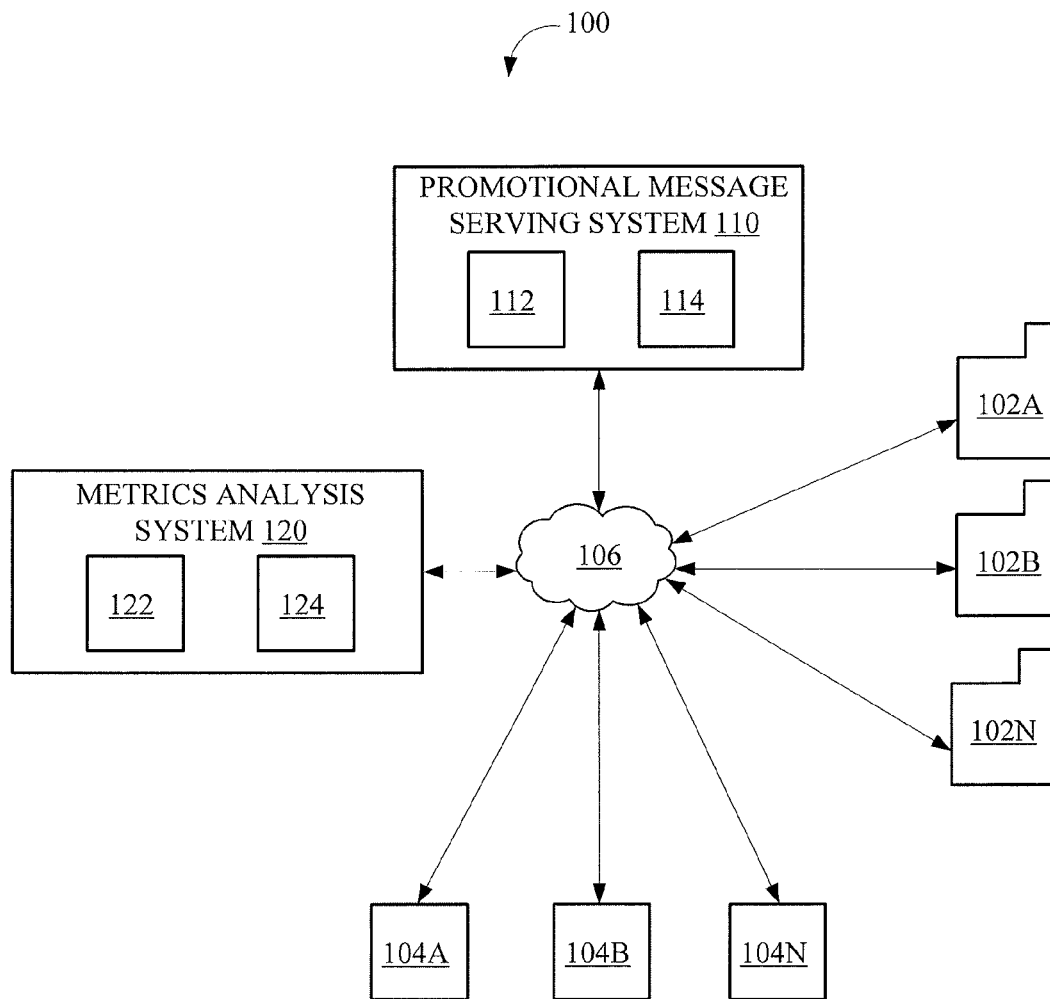 100
PROMOTIONAL MESSAGE
SERVING SYSTEM 110
112
114
102A
METRICS ANALYSIS
SYSTEM 120
106
102B
122
124
102N
104A
104B
104N